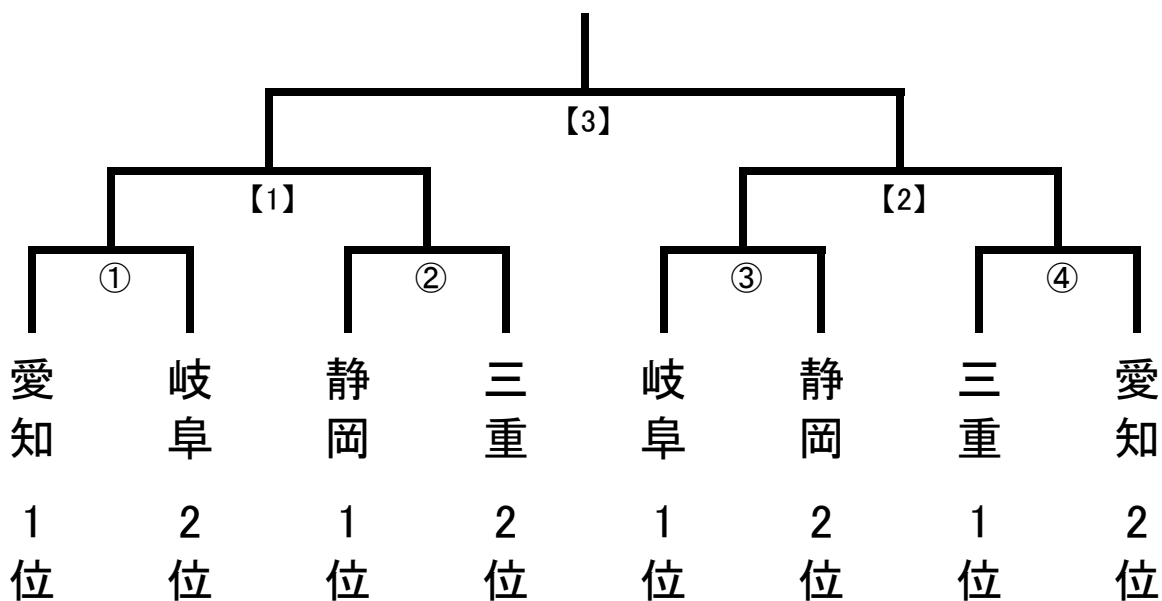 【3】
【1】 【2】
① ② ③ ④
愛知1位 岐阜2位 静岡1位 三重2位 岐阜1位 静岡2位 三重1位 愛知2位